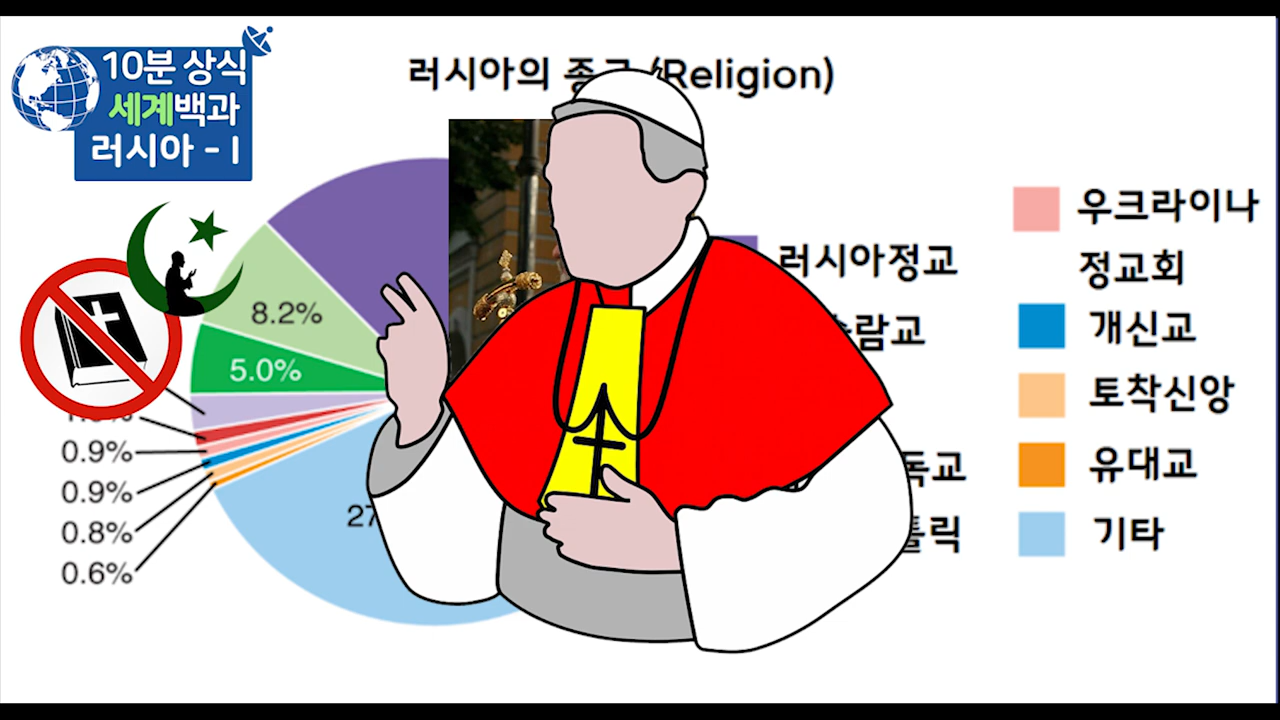 10분 상식
세계백과
러시아 - I
러시아의 (Religion)
8.2%
5.0%
0.9%
0.9%
0.8%
0.6%
27
러시아정교
람교
독교
릭
우크라이나
정교회
개신교
토착신앙
유대교
기타